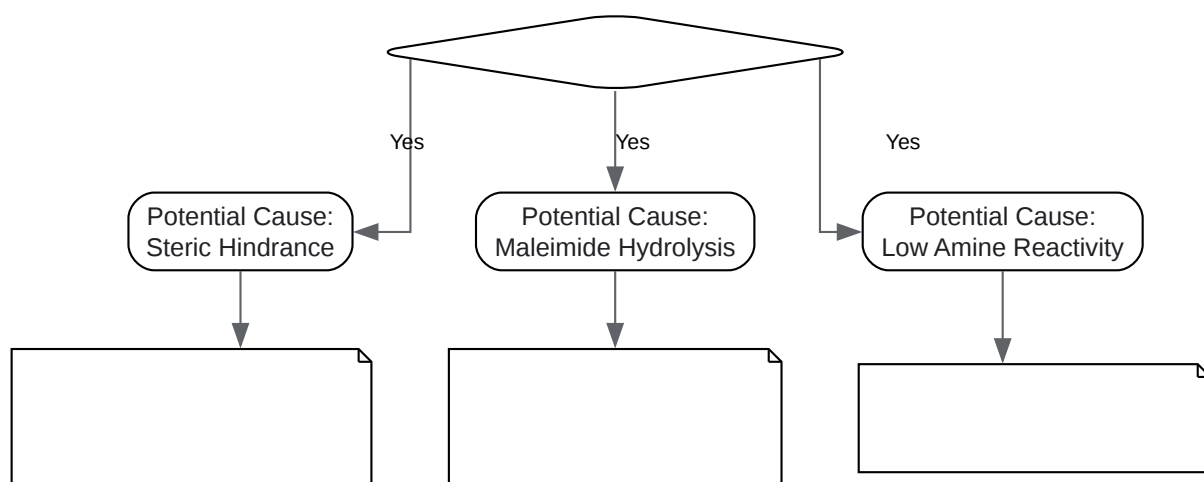 Yes
Yes
Yes
Potential Cause:
Steric Hindrance
Potential Cause:
Maleimide Hydrolysis
Potential Cause:
Low Amine Reactivity